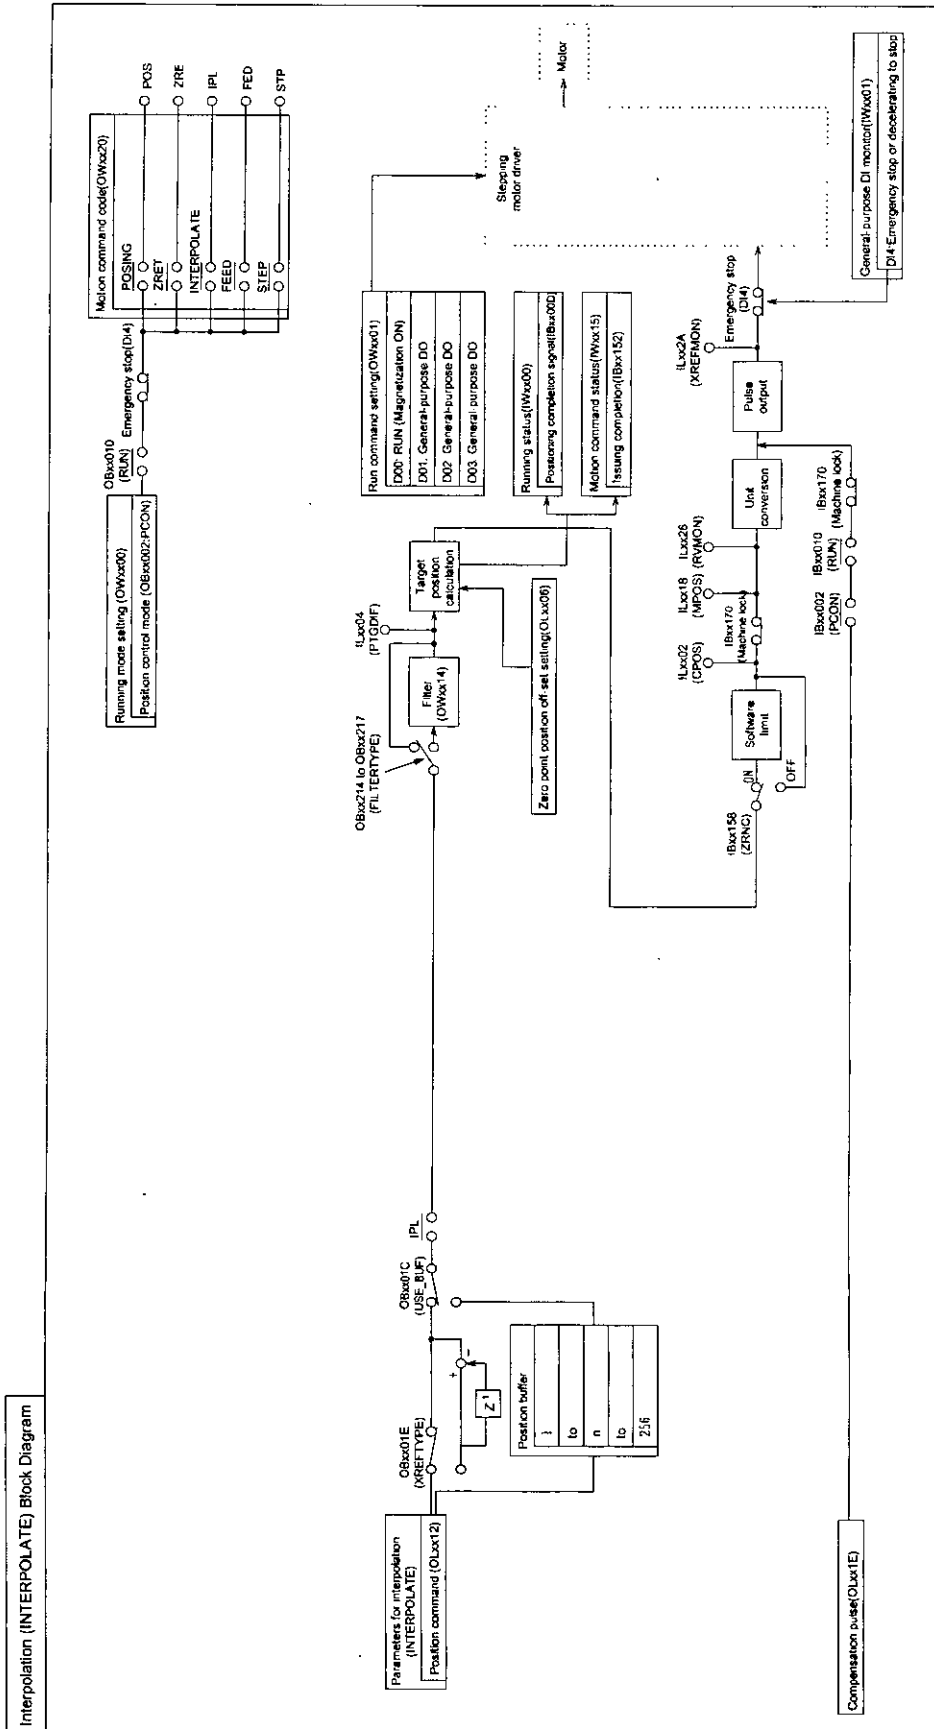 Interpolation (INTERPOLATE) Block Diagram
Running mode setting (OWxx00)
Position control mode (OBxx002:PCON)
OBxx010
(RUN)
Emergency stop(DI4)
Motion command code(OWxx20)
POSING
ZRET
INTERPOLATE
FEED
STEP
POS
ZRE
IPL
FED
STP
Parameters for interpolation
(INTERPOLATE)
Position command (OLxx12)
OBxx01E
(XREFTYPE)
+
-
Z
OBxx01C
(USE_BUF)
IPL
Position buffer
1
to
n
to
256
OBxx214 to OBxx217
(FILTERTYPE)
Filter
(OWxx14)
ILxx04
(PTGDIF)
Target
position
calculation
Zero point position off-set setting(OLxx06)
Run command setting(OWxx01)
D00: RUN (Magnetization ON)
D01. General-purpose DO
D02 General-purpose DO
D03. General-purpose DO
Running status(IWxx00)
Positioning completion signal(IBxx00D)
Motion command status(IWxx15)
Issuing completion(IBxx152)
Stepping
motor driver
Motor
IBxx158
(ZRNC)
ON
OFF
Software
limit
ILxx02
(CPOS)
IBxx170
(Machine lock)
ILxx18
(MPOS)
ILxx26
(RVMON)
Unit
conversion
Pulse
output
ILxx2A
(XREFMON)
Emergency stop
(DI4)
Compensation pulse(OLxx1E)
IBxx002
(PCON)
IBxx010
(RUN)
IBxx170
(Machine lock)
General-purpose DI monitor(IWxx01)
DI4:Emergency stop or decelerating to stop